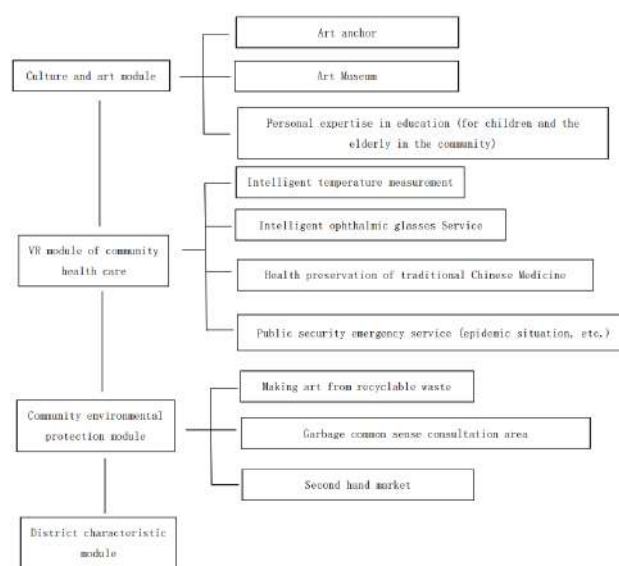 Art anchor
Culture and art module
Art Museum
Personal expertise in education (for children and the
elderly in the community)
Intelligent temperature measurement
Intelligent ophthalmic glasses Service
VR module of community
health care
Health preservation of traditional Chinese Medicine
Public security emergency service (epidemic situation, etc.)
Making art from recyclable waste
Community environmental
protection module
Garbage common sense consultation area
Second hand market
District characteristic
module